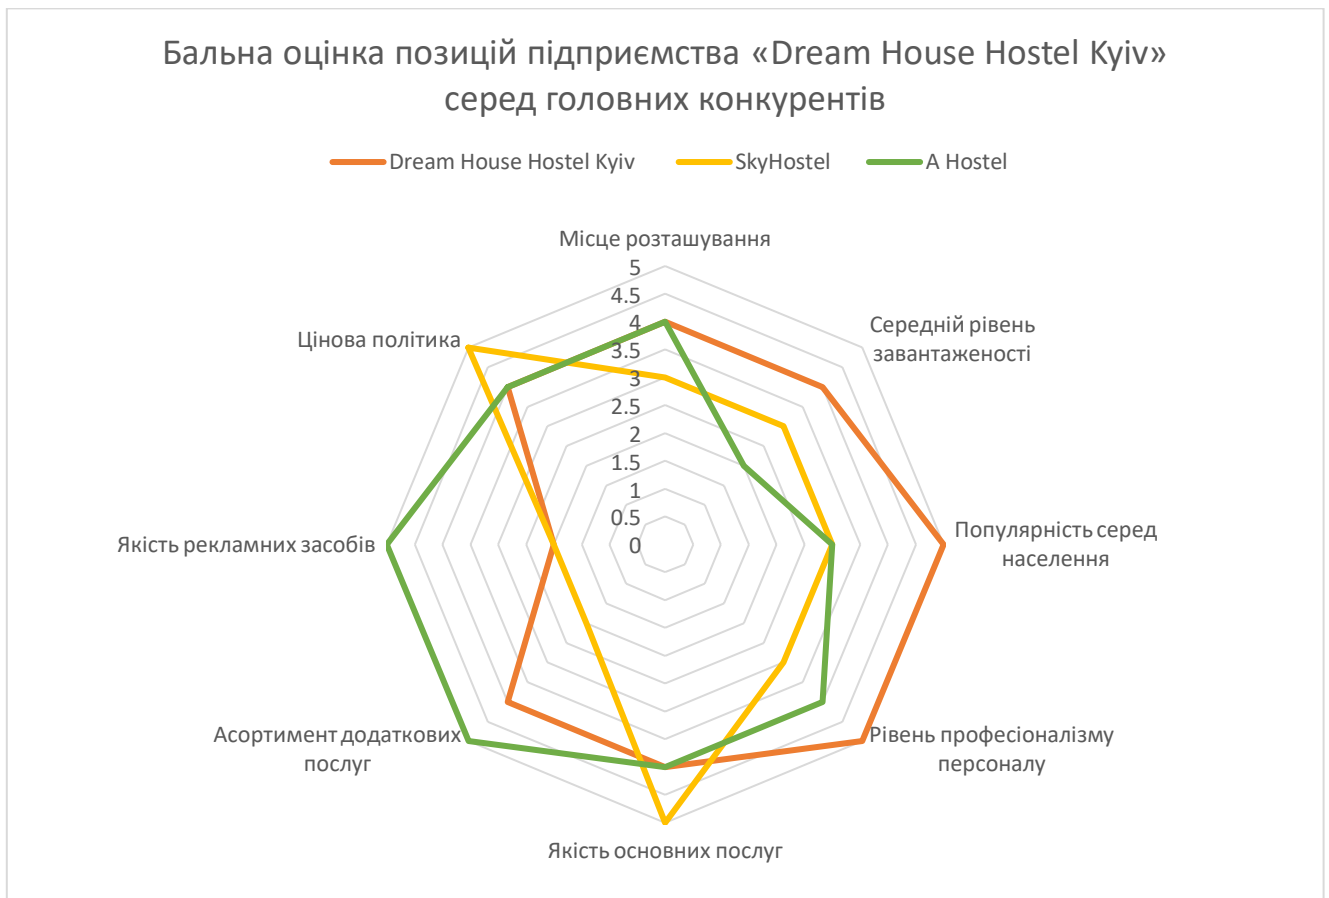 Бальна оцінка позицій підприємства «Dream House Hostel Kyiv»
серед головних конкурентів
Dream House Hostel Kyiv
SkyHostel
A Hostel
Місце розташування
5
4.5
4
3.5
3
2.5
2
1.5
1
0.5
0
Середній рівень
завантаженості
Популярність серед
населення
Рівень професіоналізму
персоналу
Якість основних послуг
Асортимент додаткових
послуг
Якість рекламних засобів
Цінова політика